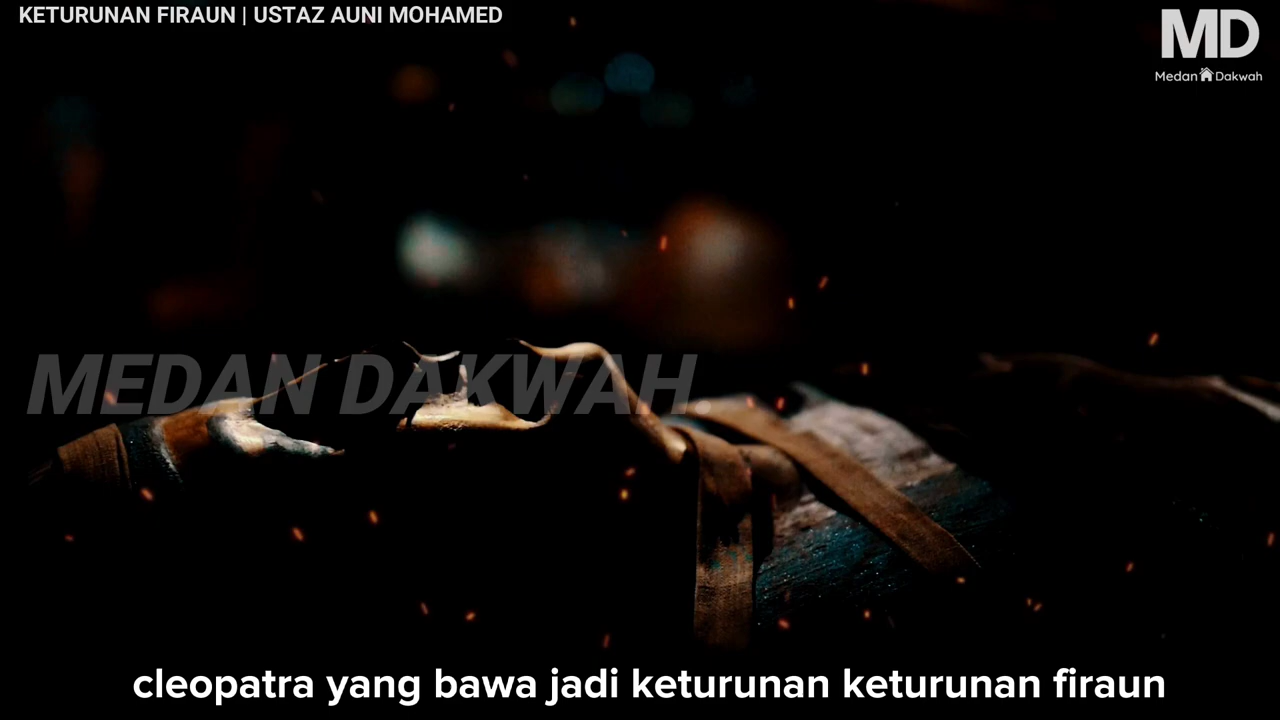 KETURUNAN FIRAUN | USTAZ AUNI MOHAMED
MD
Medan Dakwah
MEDAN DAKWAH.
cleopatra yang bawa jadi keturunan keturunan firaun